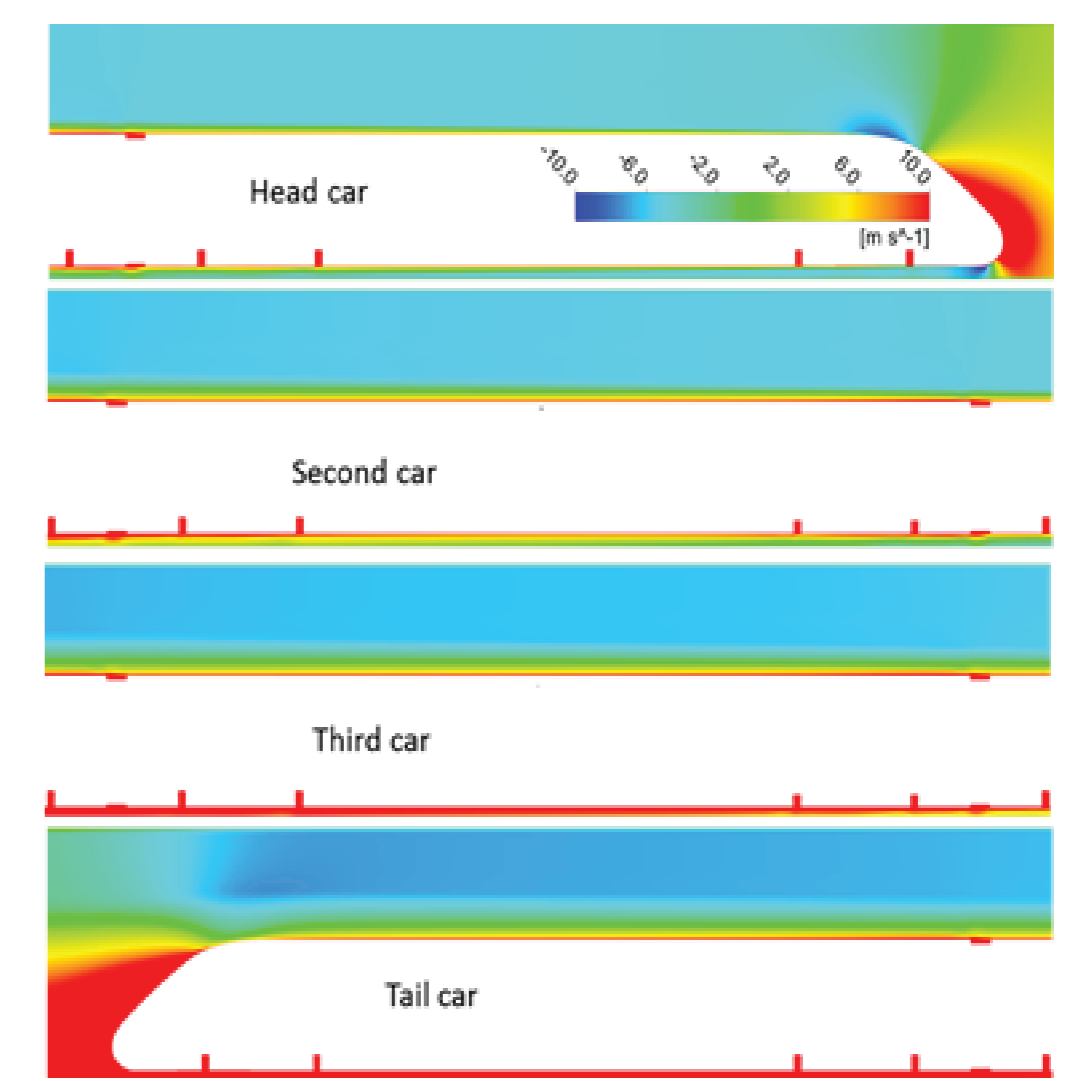 -10.0
-6.0
-2.0
2.0
6.0
10.0
Head car
[m s^-1]
Second car
Third car
Tail car